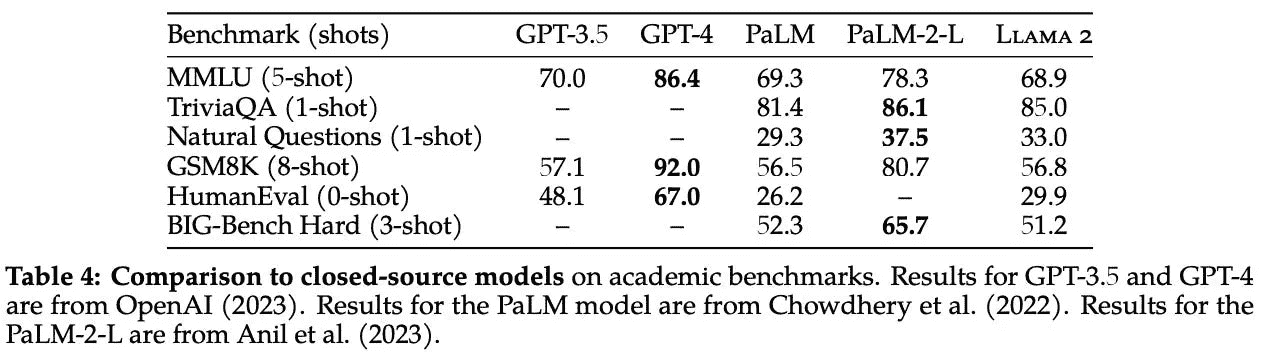 Benchmark (shots) GPT-3.5 GPT-4 PaLM PaLM-2-L LLAMA 2
MMLU (5-shot) 70.0 86.4 69.3 78.3 68.9
TriviaQA (1-shot) – – 81.4 86.1 85.0
Natural Questions (1-shot) – – 29.3 37.5 33.0
GSM8K (8-shot) 57.1 92.0 56.5 80.7 56.8
HumanEval (0-shot) 48.1 67.0 26.2 – 29.9
BIG-Bench Hard (3-shot) – – 52.3 65.7 51.2
Table 4: Comparison to closed-source models on academic benchmarks. Results for GPT-3.5 and GPT-4
are from OpenAI (2023). Results for the PaLM model are from Chowdhery et al. (2022). Results for the
PaLM-2-L are from Anil et al. (2023).